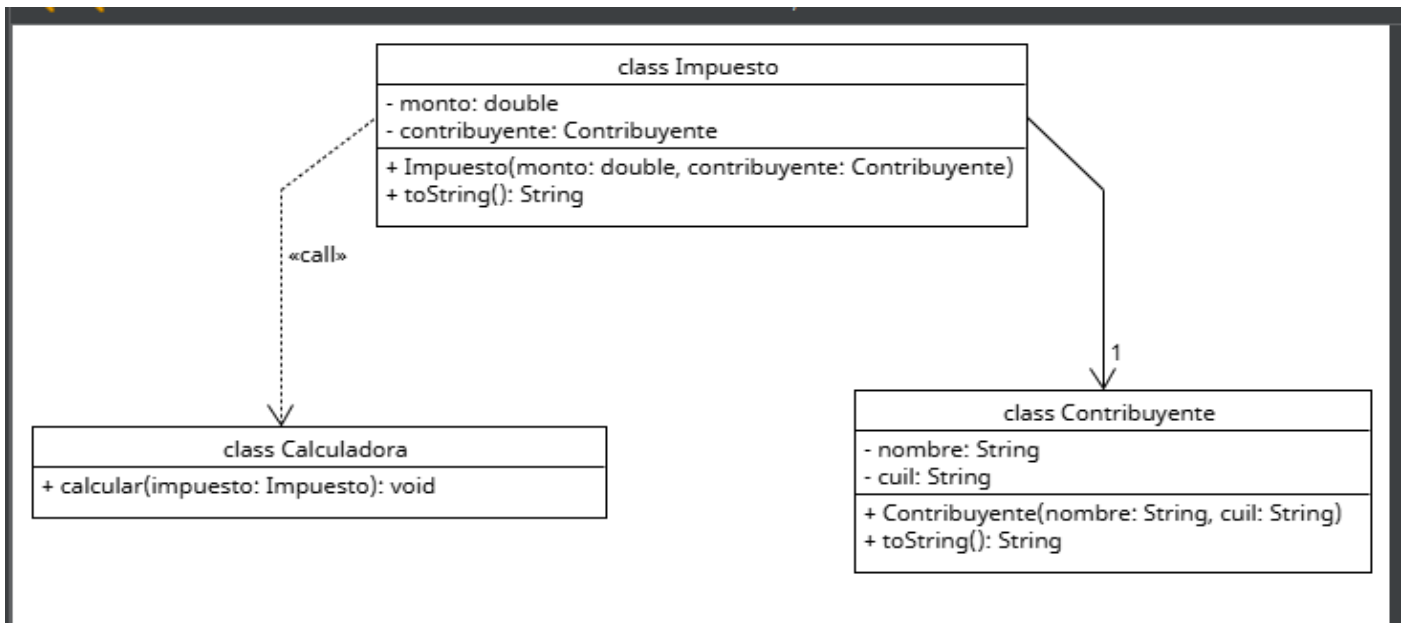 class Impuesto
- monto: double
- contribuyente: Contribuyente
+ Impuesto(monto: double, contribuyente: Contribuyente)
+ toString(): String
«call»
1
class Calculadora
+ calcular(impuesto: Impuesto): void
class Contribuyente
- nombre: String
- cuil: String
+ Contribuyente(nombre: String, cuil: String)
+ toString(): String